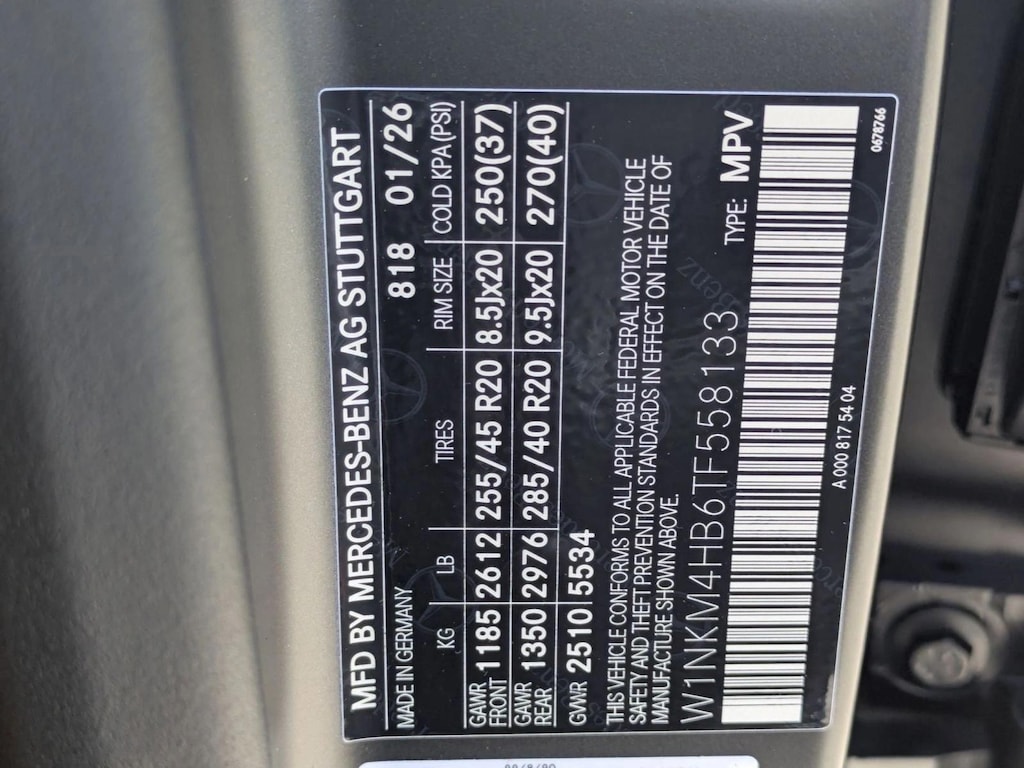 MFD BY MERCEDES-BENZ AG STUTTGART
MADE IN GERMANY 818 01/26
KG LB TIRES RIM SIZE COLD KPA(PSI)
GAWR FRONT 1185 2612 255/45 R20 8.5Jx20 250(37)
GAWR REAR 1350 2976 285/40 R20 9.5Jx20 270(40)
GVWR 2510 5534
THIS VEHICLE CONFORMS TO ALL APPLICABLE FEDERAL MOTOR VEHICLE
SAFETY AND THEFT PREVENTION STANDARDS IN EFFECT ON THE DATE OF
MANUFACTURE SHOWN ABOVE.
W1NKM4HB6TF558133 TYPE: MPV
A 000 817 54 04
0678766